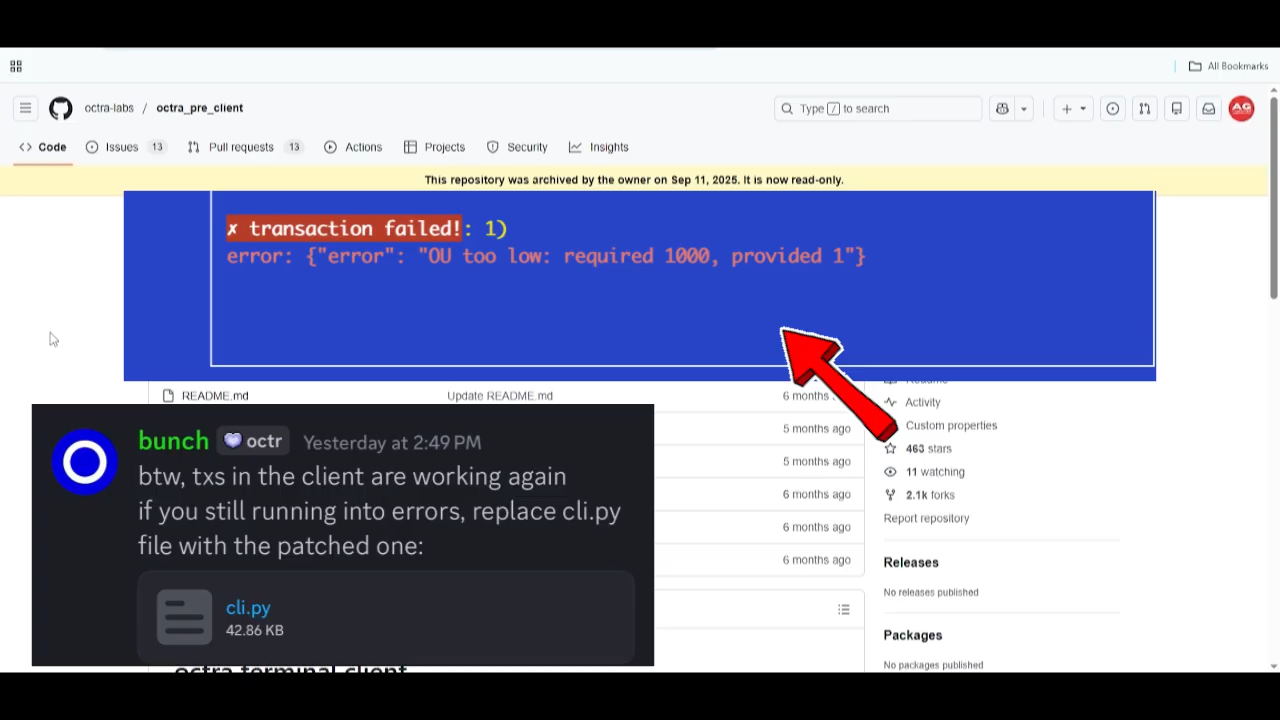 All Bookmarks
octra-labs / octra_pre_client
Type / to search
AG
Code
Issues 13
Pull requests 13
Actions
Projects
Security
Insights
This repository was archived by the owner on Sep 11, 2025. It is now read-only.
✗ transaction failed!: 1)
error: {"error": "OU too low: required 1000, provided 1"}
README.md
Update README.md
6 months
5 months ago
5 months ago
6 months ago
6 months ago
6 months ago
Readme
Activity
Custom properties
463 stars
11 watching
2.1k forks
Report repository
Releases
No releases published
Packages
No packages published
bunch octr Yesterday at 2:49 PM
btw, txs in the client are working again
if you still running into errors, replace cli.py
file with the patched one:
cli.py
42.86 KB
octra terminal client